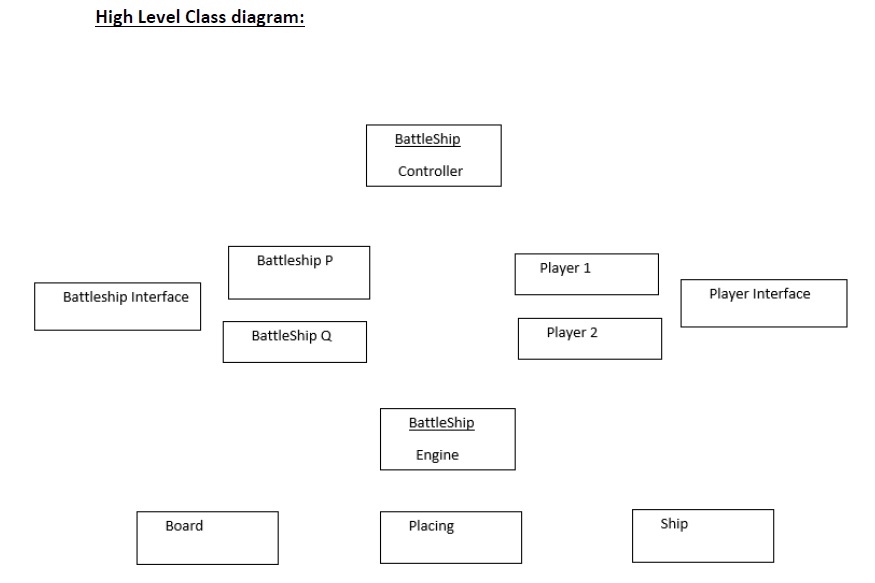 High Level Class diagram:
BattleShip
Controller
Battleship P
Player 1
Battleship Interface
Player Interface
BattleShip Q
Player 2
BattleShip
Engine
Board
Placing
Ship